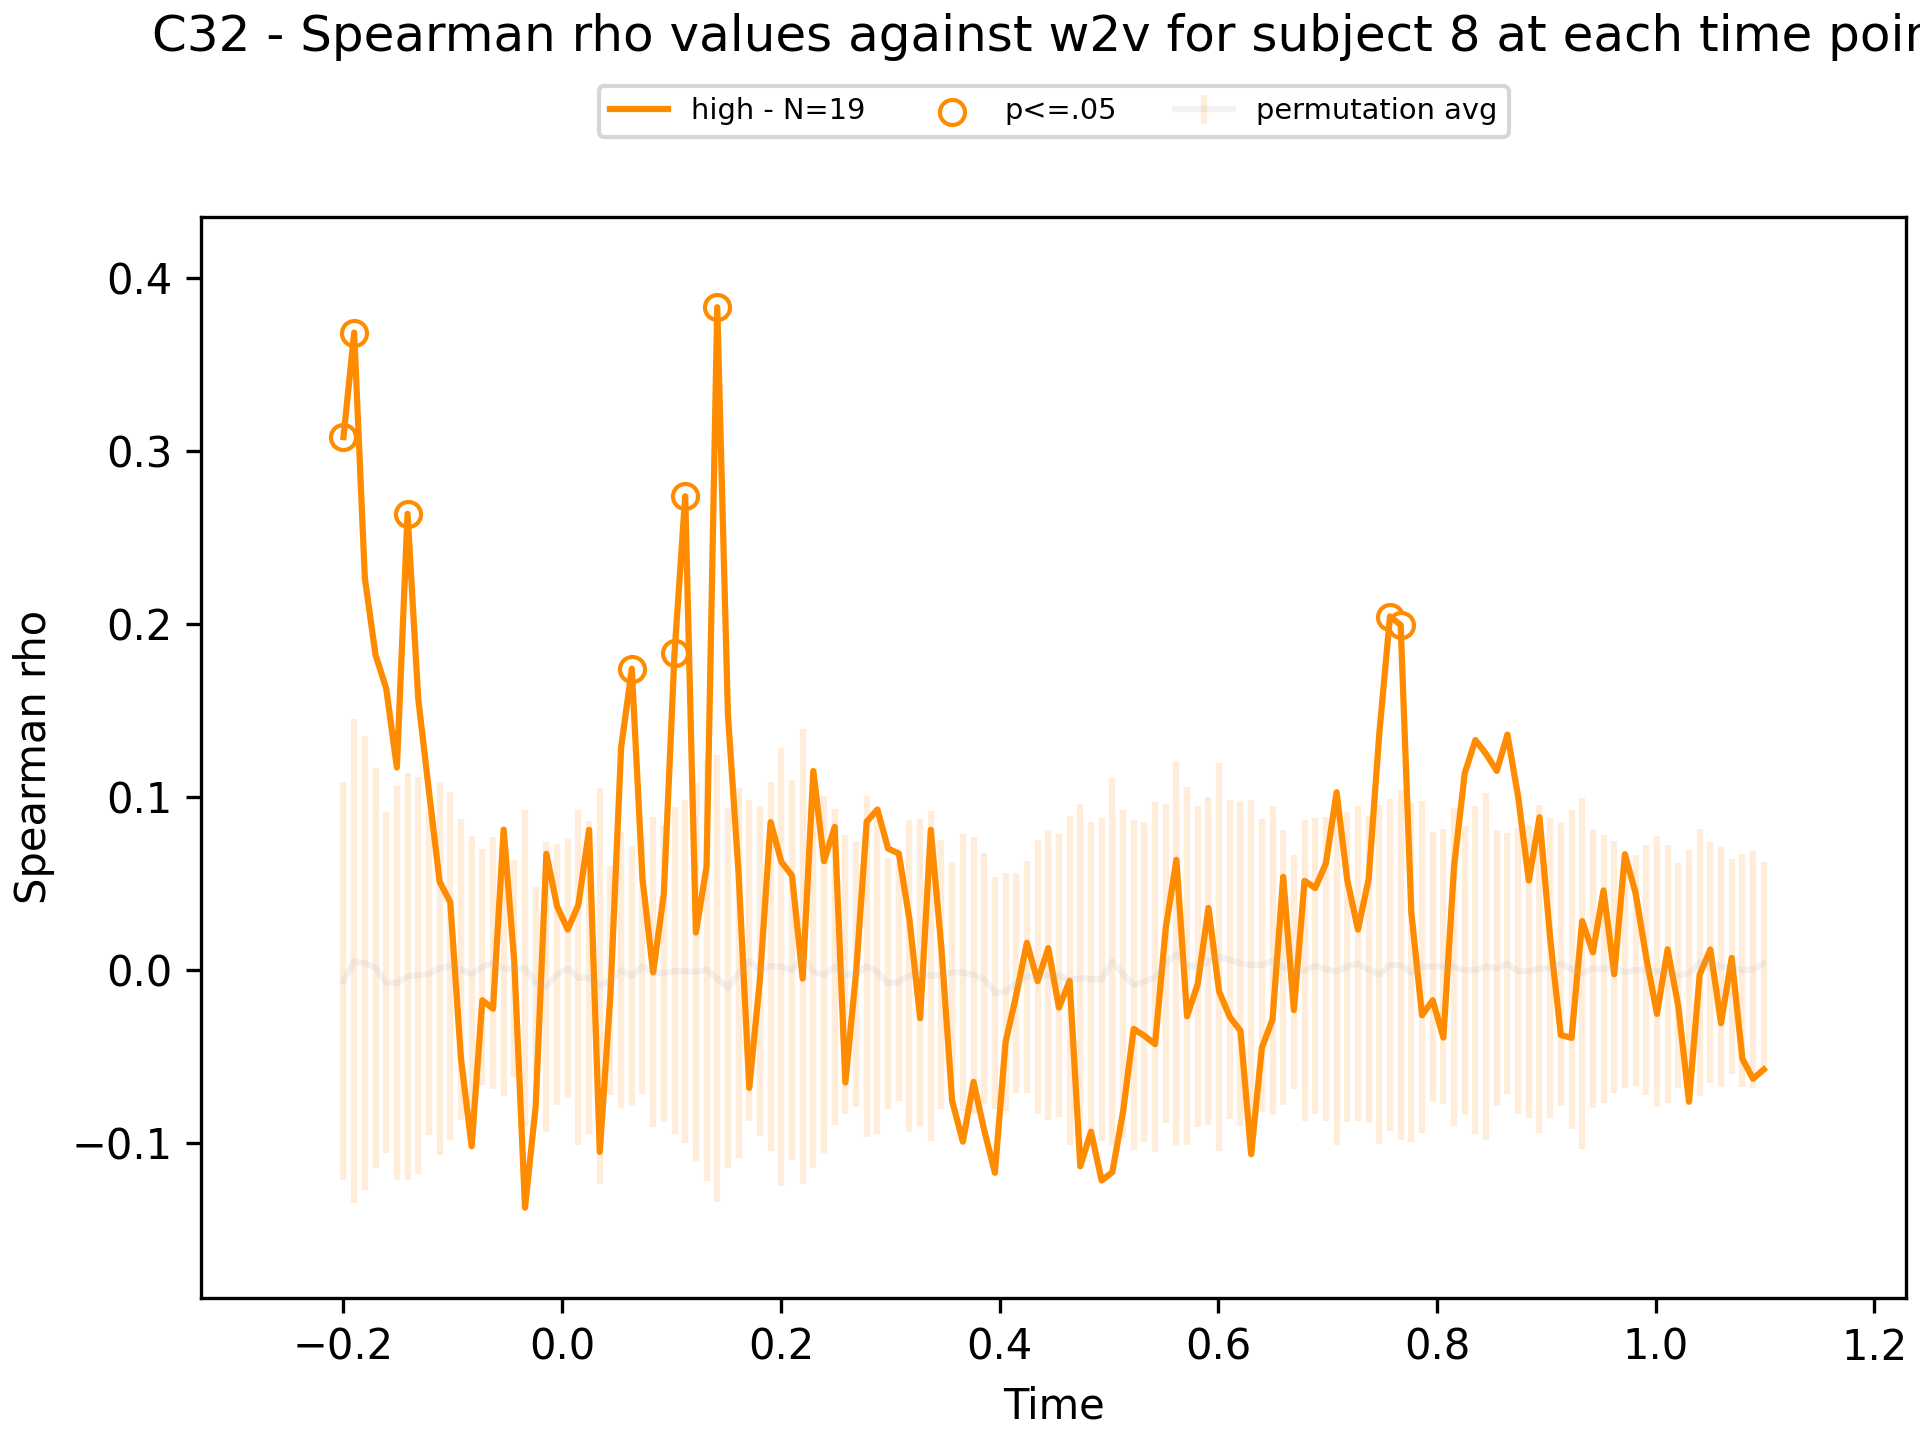 C32 - Spearman rho values against w2v for subject 8 at each time poin
high - N=19 p<=.05 permutation avg
0.4
0.3
0.2
0.1
0.0
−0.1
Spearman rho
−0.2 0.0 0.2 0.4 0.6 0.8 1.0 1.2
Time